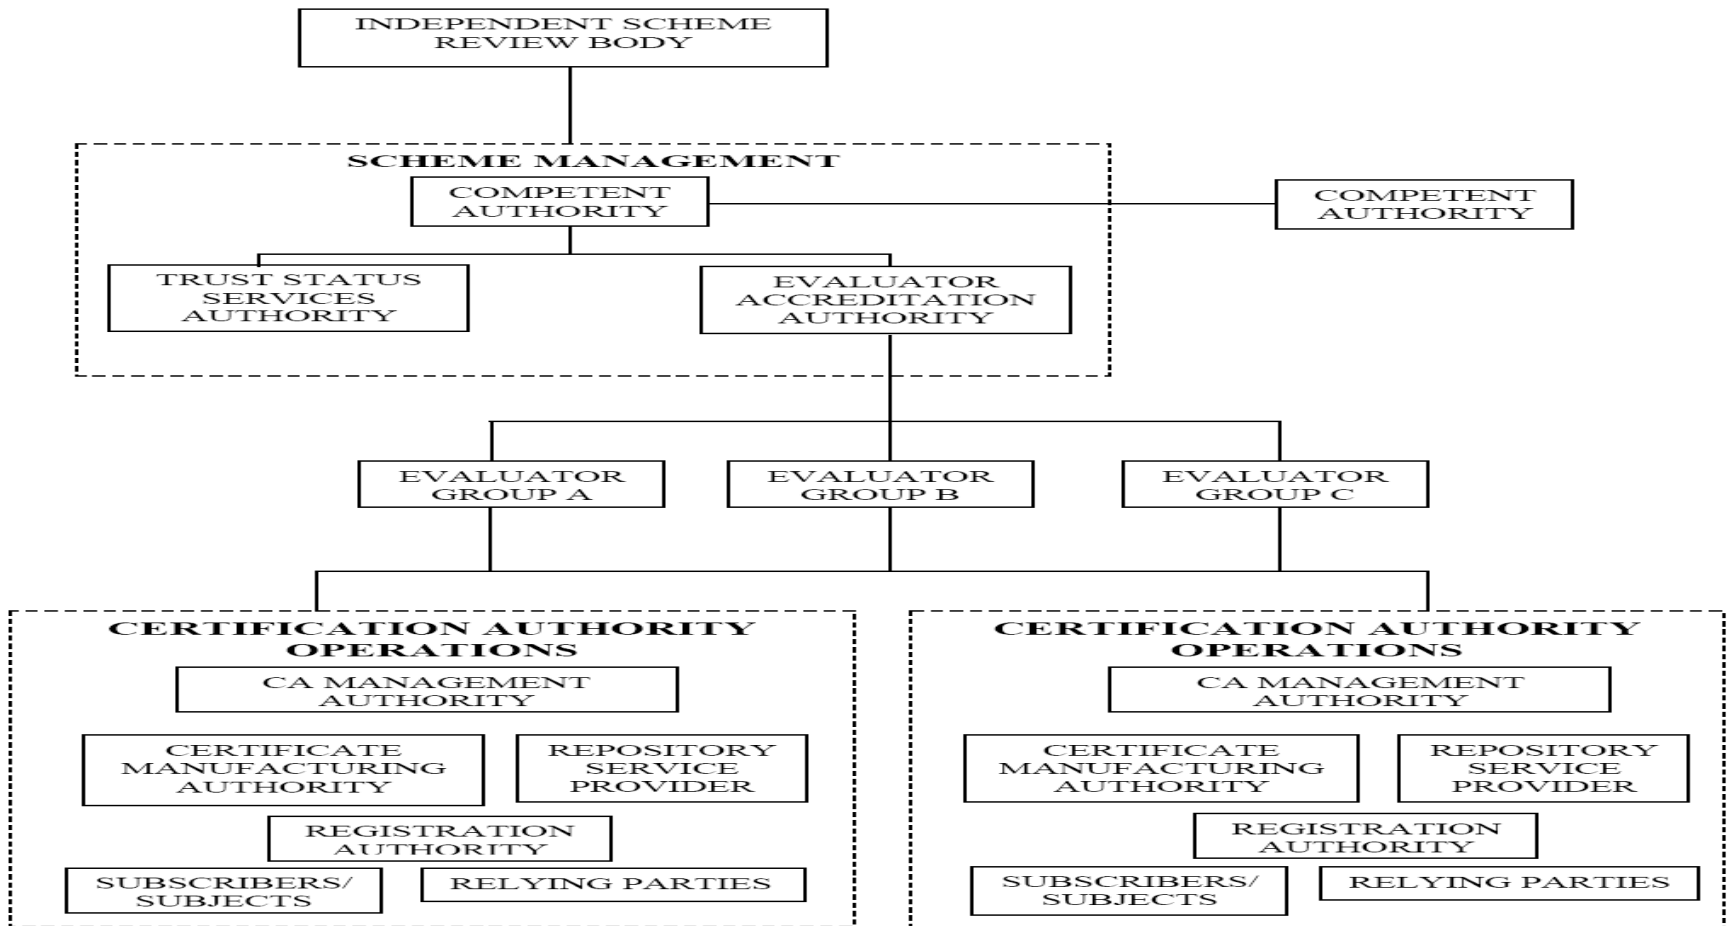 INDEPENDENT SCHEME
REVIEW BODY
SCHEME MANAGEMENT
COMPETENT
AUTHORITY
COMPETENT
AUTHORITY
TRUST STATUS
SERVICES
AUTHORITY
EVALUATOR
ACCREDITATION
AUTHORITY
EVALUATOR
GROUP A
EVALUATOR
GROUP B
EVALUATOR
GROUP C
CERTIFICATION AUTHORITY
OPERATIONS
CA MANAGEMENT
AUTHORITY
CERTIFICATE
MANUFACTURING
AUTHORITY
REPOSITORY
SERVICE
PROVIDER
REGISTRATION
AUTHORITY
SUBSCRIBERS/
SUBJECTS
RELYING PARTIES
CERTIFICATION AUTHORITY
OPERATIONS
CA MANAGEMENT
AUTHORITY
CERTIFICATE
MANUFACTURING
AUTHORITY
REPOSITORY
SERVICE
PROVIDER
REGISTRATION
AUTHORITY
SUBSCRIBERS/
SUBJECTS
RELYING PARTIES